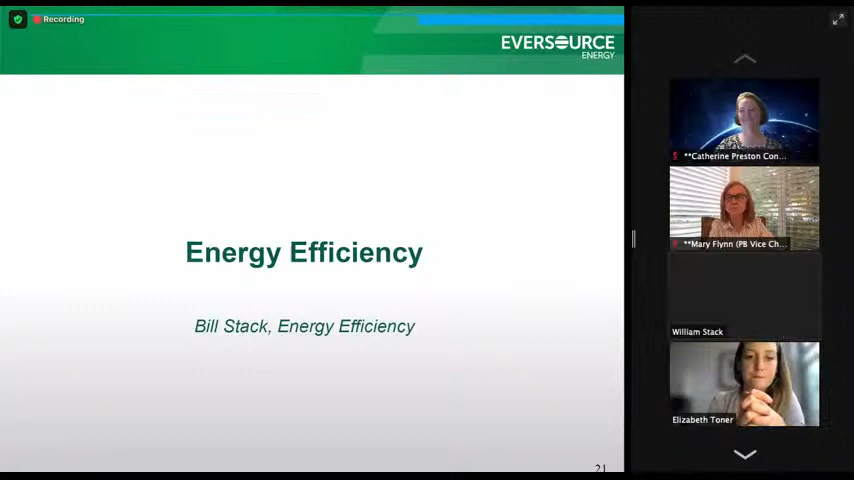 Recording
EVERSOURCE
ENERGY
Energy Efficiency
Bill Stack, Energy Efficiency
21
**Catherine Preston Con...
**Mary Flynn (PB Vice Ch...
William Stack
Elizabeth Toner